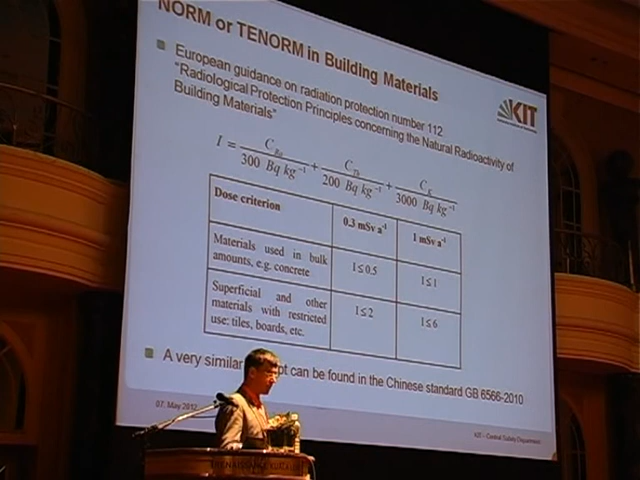 NORM or TENORM in Building Materials
KIT
European guidance on radiation protection number 112
"Radiological Protection Principles concerning the Natural Radioactivity of
Building Materials"
I = C_Ra / 300 Bq kg⁻¹ + C_Th / 200 Bq kg⁻¹ + C_K / 3000 Bq kg⁻¹
Dose criterion
0.3 mSv a⁻¹
1 mSv a⁻¹
Materials used in bulk
amounts, e.g. concrete
I ≤ 0.5
I ≤ 1
Superficial and other
materials with restricted
use: tiles, boards, etc.
I ≤ 2
I ≤ 6
A very similar pt can be found in the Chinese standard GB 6566-2010
07. May 201
KIT – Central Safety Department
RENAISSANCE KUALA